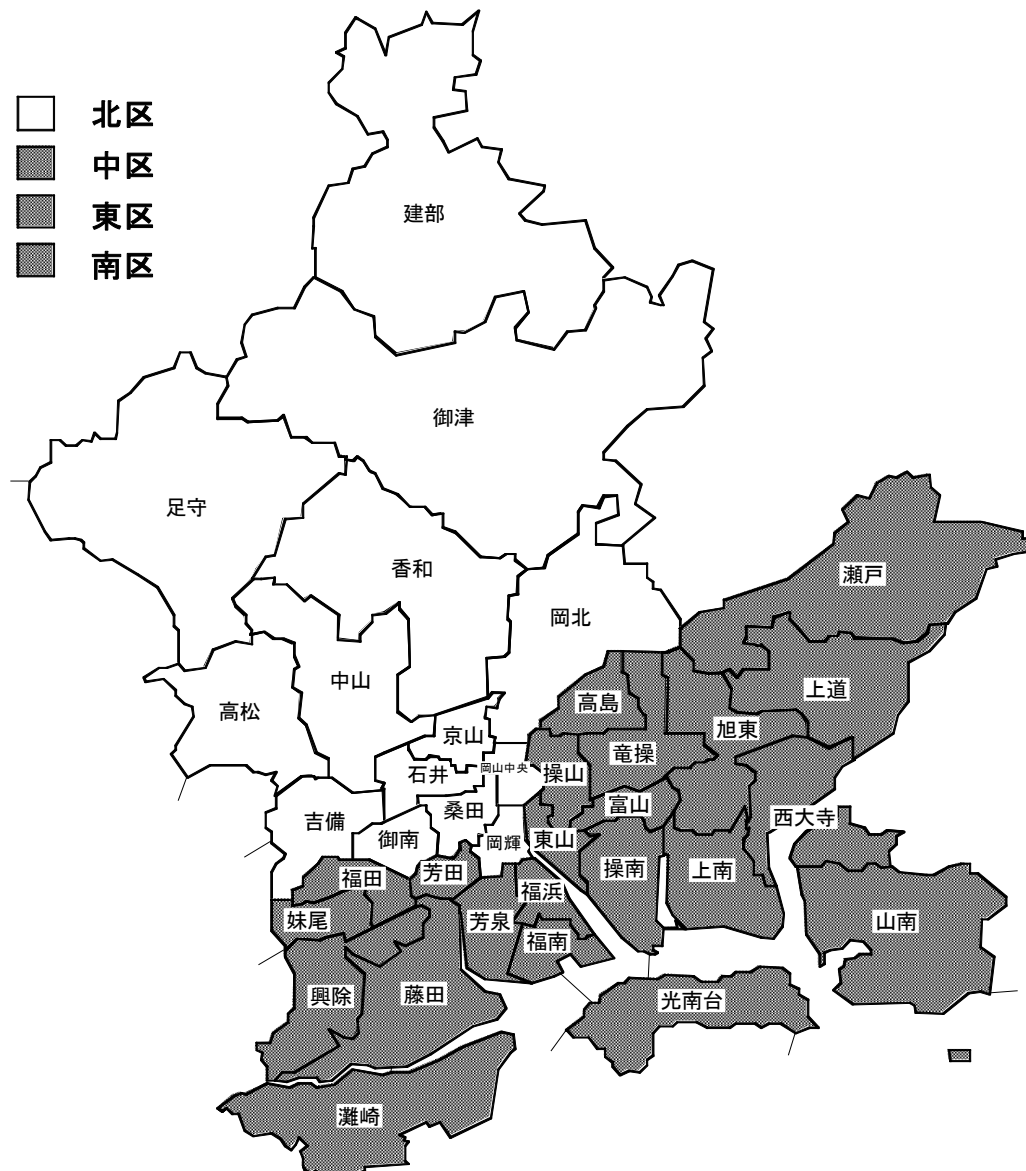 北区
中区
東区
南区
建部
御津
足守
香和
瀬戸
岡北
中山
上道
高島
高松
旭東
京山
竜操
岡山中央
操山
石井
富山
桑田
西大寺
吉備
御南
岡輝
東山
操南
上南
芳田
福田
福浜
妹尾
芳泉
山南
福南
興除
藤田
光南台
灘崎